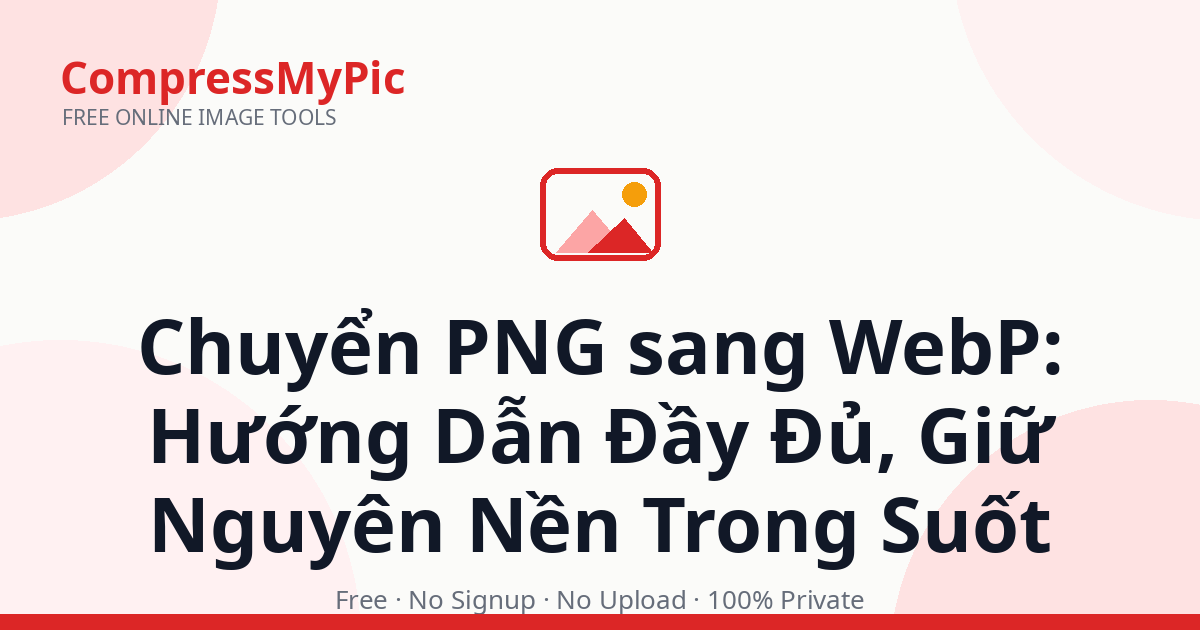 CompressMyPic
FREE ONLINE IMAGE TOOLS
Chuyển PNG sang WebP:
Hướng Dẫn Đầy Đủ, Giữ
Nguyên Nền Trong Suốt
Free · No Signup · No Upload · 100% Private